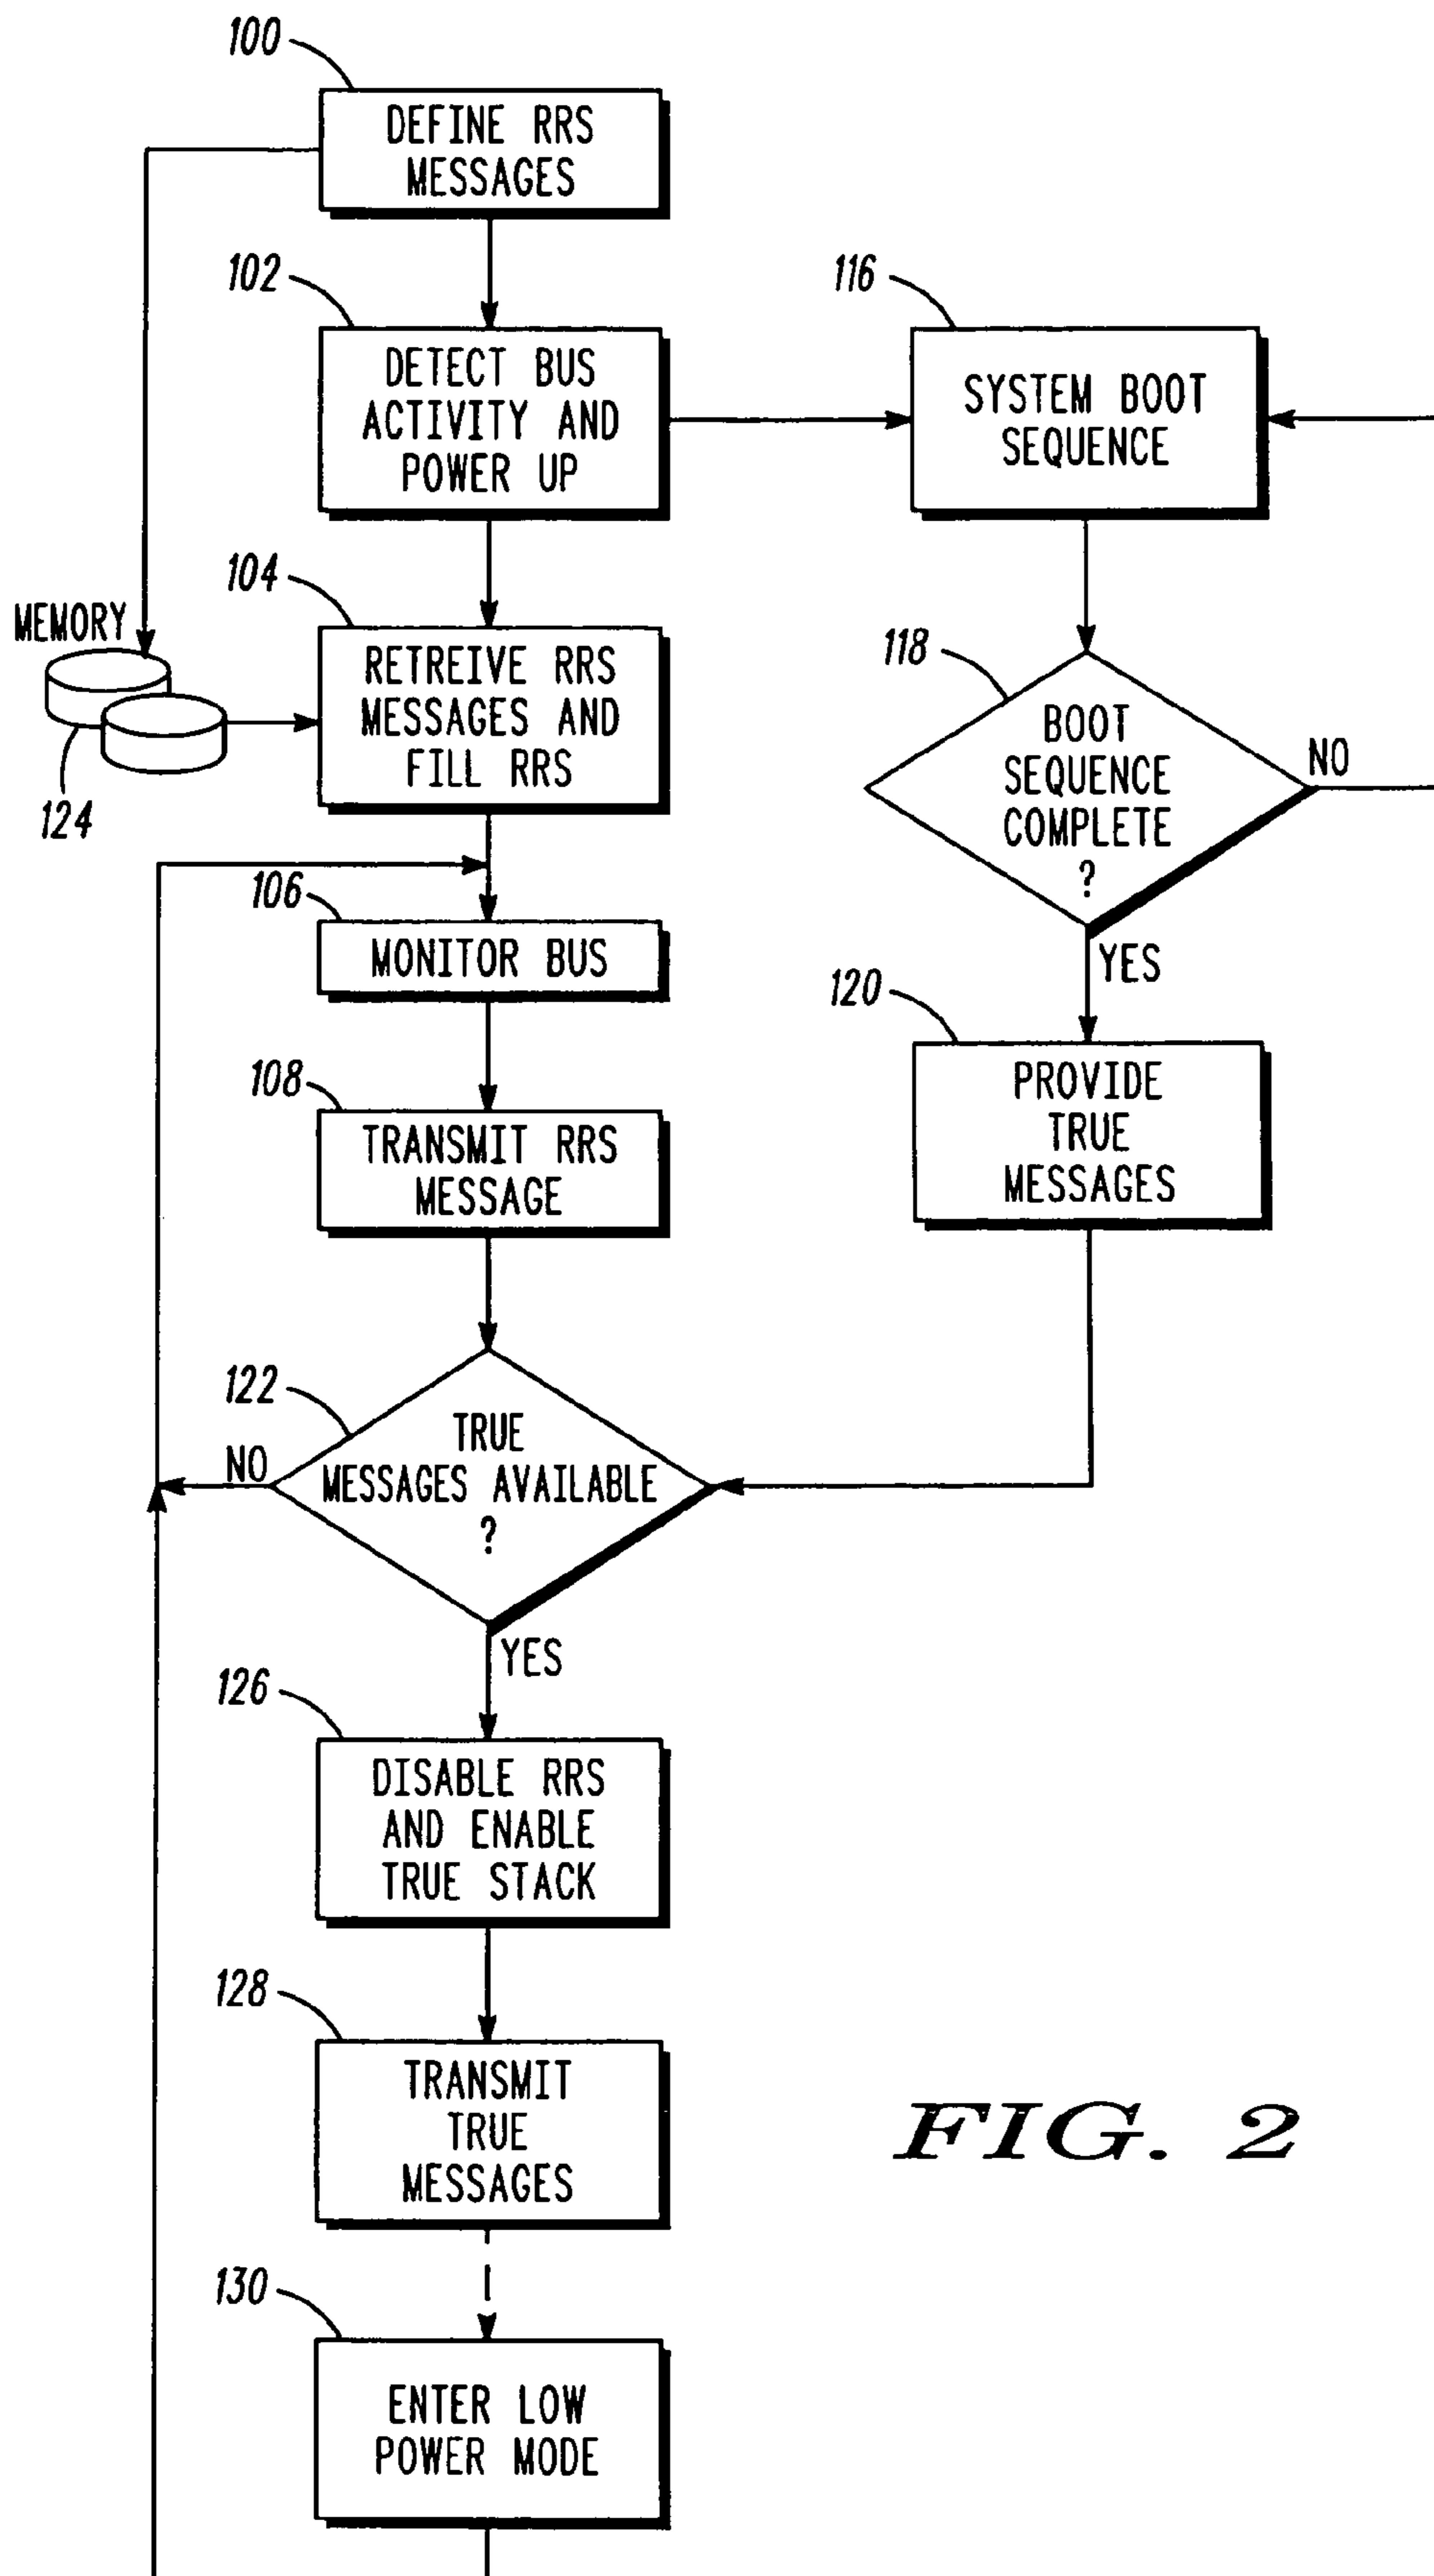 100
DEFINE RRS
MESSAGES
102
DETECT BUS
ACTIVITY AND
POWER UP
116
SYSTEM BOOT
SEQUENCE
104
RETREIVE RRS
MESSAGES AND
FILL RRS
MEMORY
124
118
BOOT
SEQUENCE
COMPLETE
?
NO
YES
106
MONITOR BUS
120
PROVIDE
TRUE
MESSAGES
108
TRANSMIT RRS
MESSAGE
122
TRUE
MESSAGES AVAILABLE
?
NO
YES
126
DISABLE RRS
AND ENABLE
TRUE STACK
128
TRANSMIT
TRUE
MESSAGES
FIG. 2
130
ENTER LOW
POWER MODE